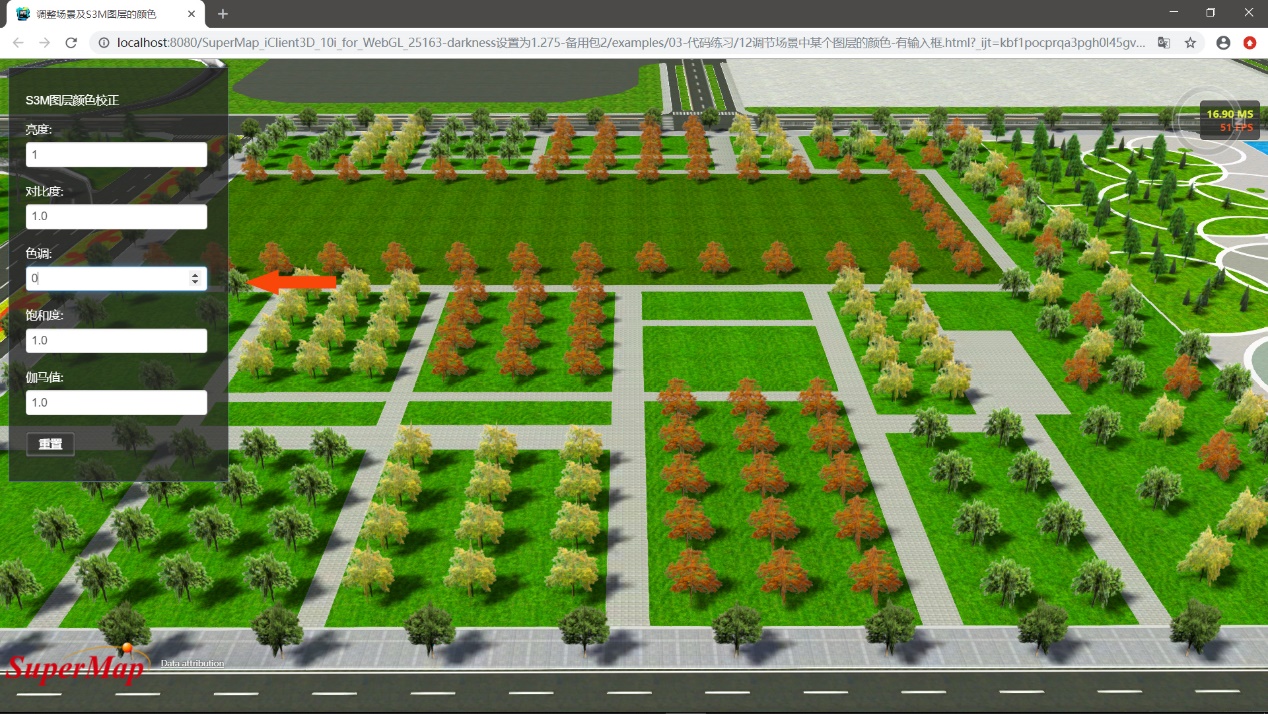 调整场景及S3M图层的颜色
localhost:8080/SuperMap_iClient3D_10i_for_WebGL_25163-darkness设置为1.275-备用包2/examples/03-代码练习/12调节场景中某个图层的颜色-有输入框.html?_ijt=kbf1pocprqa3pgh0l45gv...
S3M图层颜色校正
亮度:
1
对比度:
1.0
色调:
0
饱和度:
1.0
伽马值:
1.0
重置
16.90 MS
51 FPS
SuperMap
Data attribution